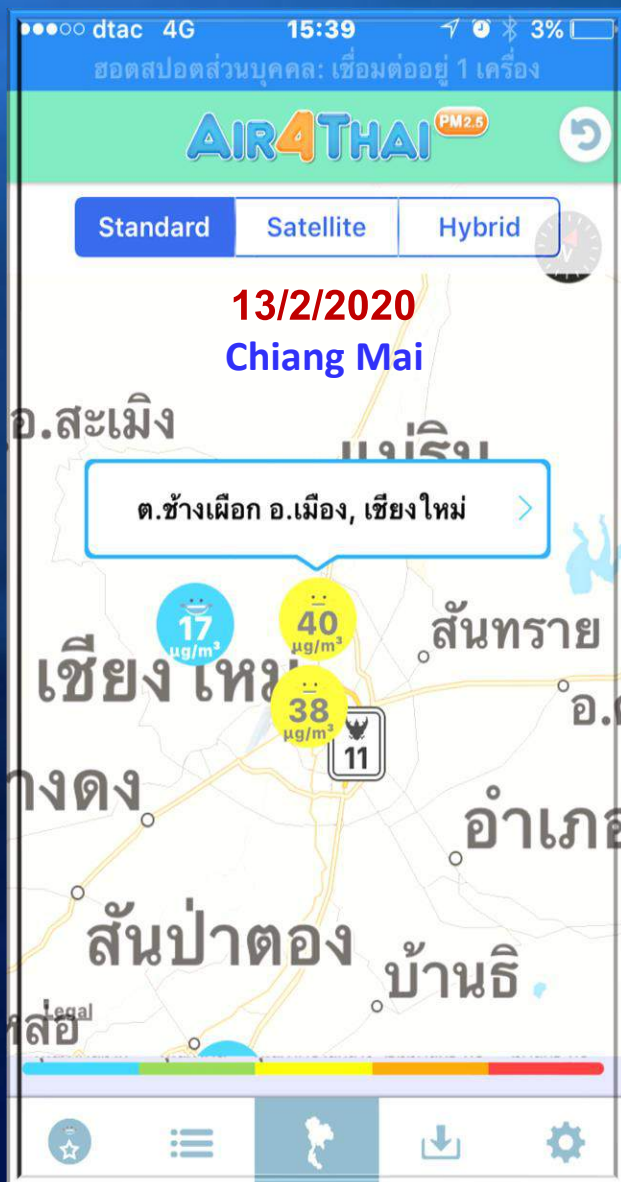 dtac 4G 15:39 3%
ฮอตสปอตส่วนบุคคล: เชื่อมต่ออยู่ 1 เครื่อง
AIR4THAI PM2.5
Standard Satellite Hybrid
N
13/2/2020
Chiang Mai
อ.สะเมิง
แม่ริม
ต.ช้างเผือก อ.เมือง, เชียงใหม่
17 µg/m³
40 µg/m³
สันทราย
เชียงใหม่
38 µg/m³
11
างดง
อำเภอ
สันป่าตอง
บ้านธิ
Legal
หล่อ